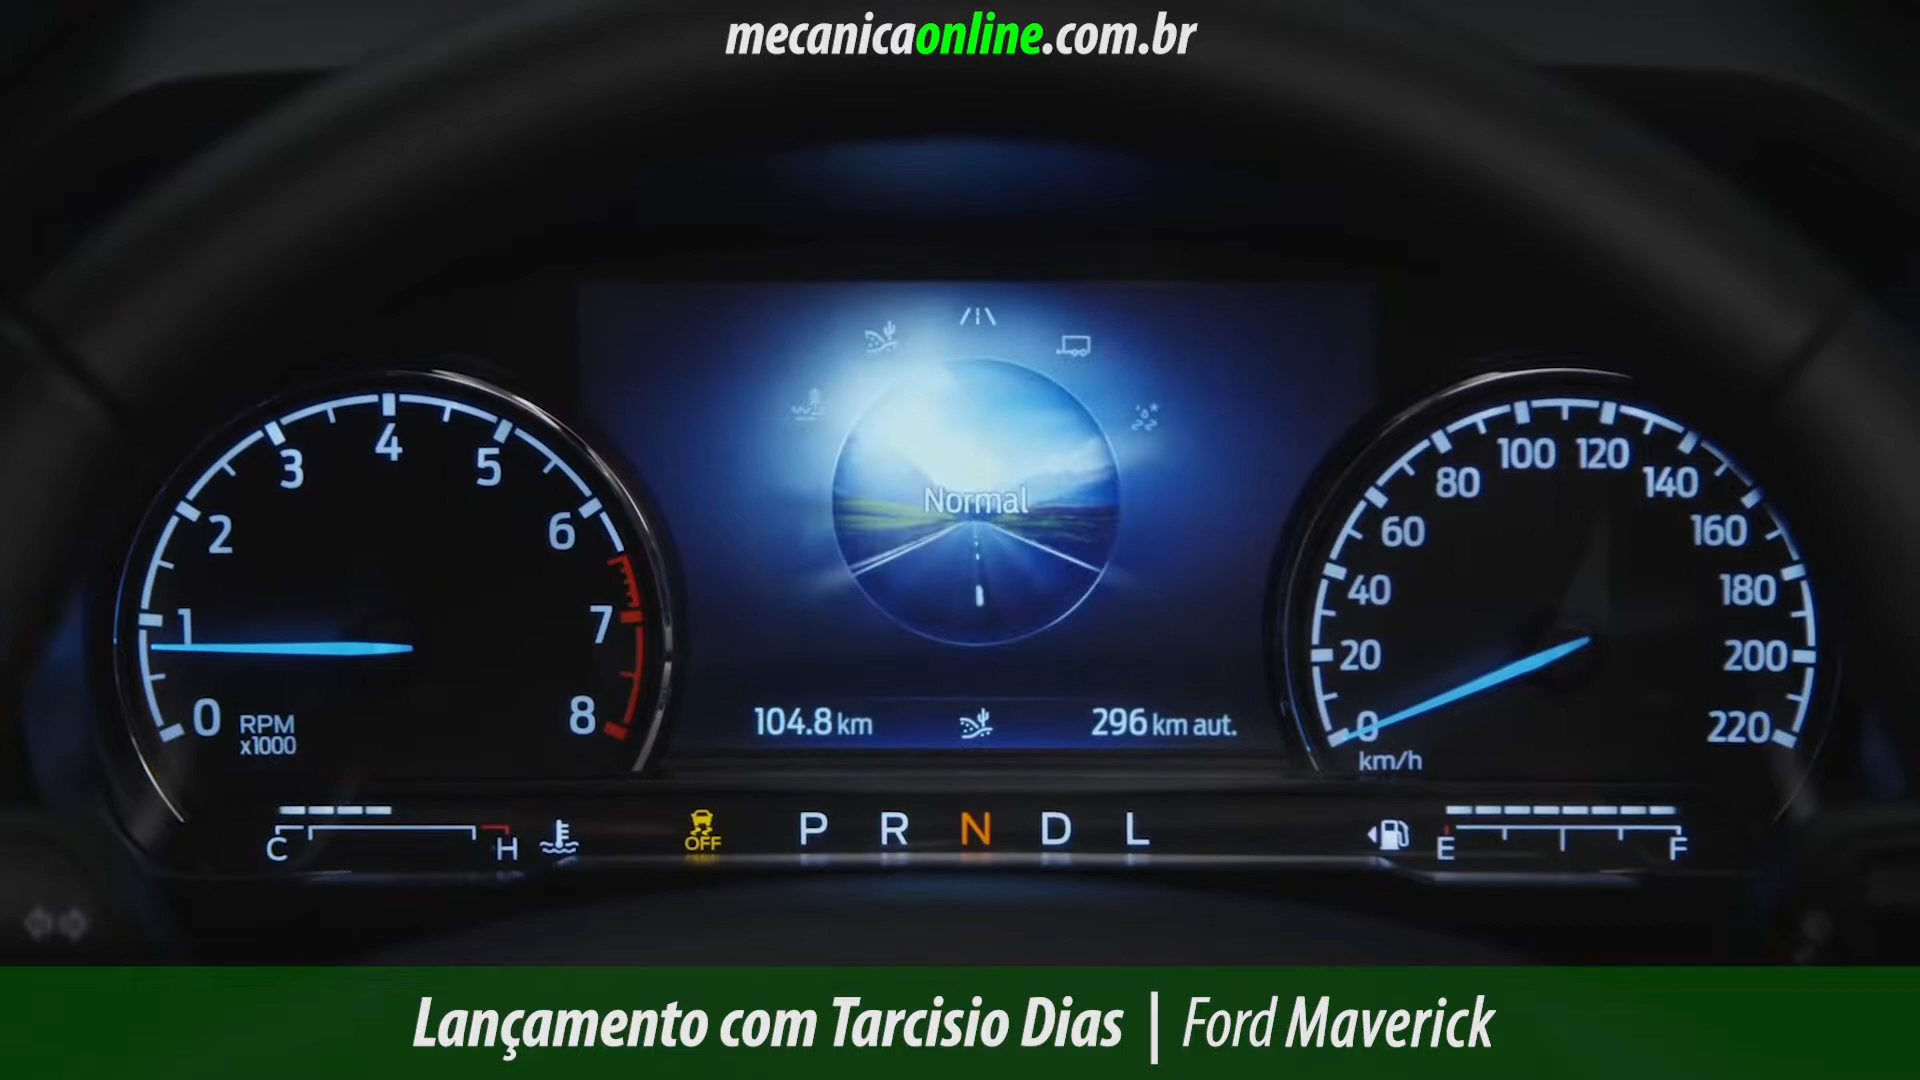 mecanicaonline.com.br
4
3
5
2
6
1
7
0
8
RPM
x1000
Normal
104.8 km
296 km aut.
100
120
80
140
60
160
40
180
20
200
0
220
km/h
C
H
OFF
P R N D L
E
F
Lançamento com Tarcisio Dias | Ford Maverick